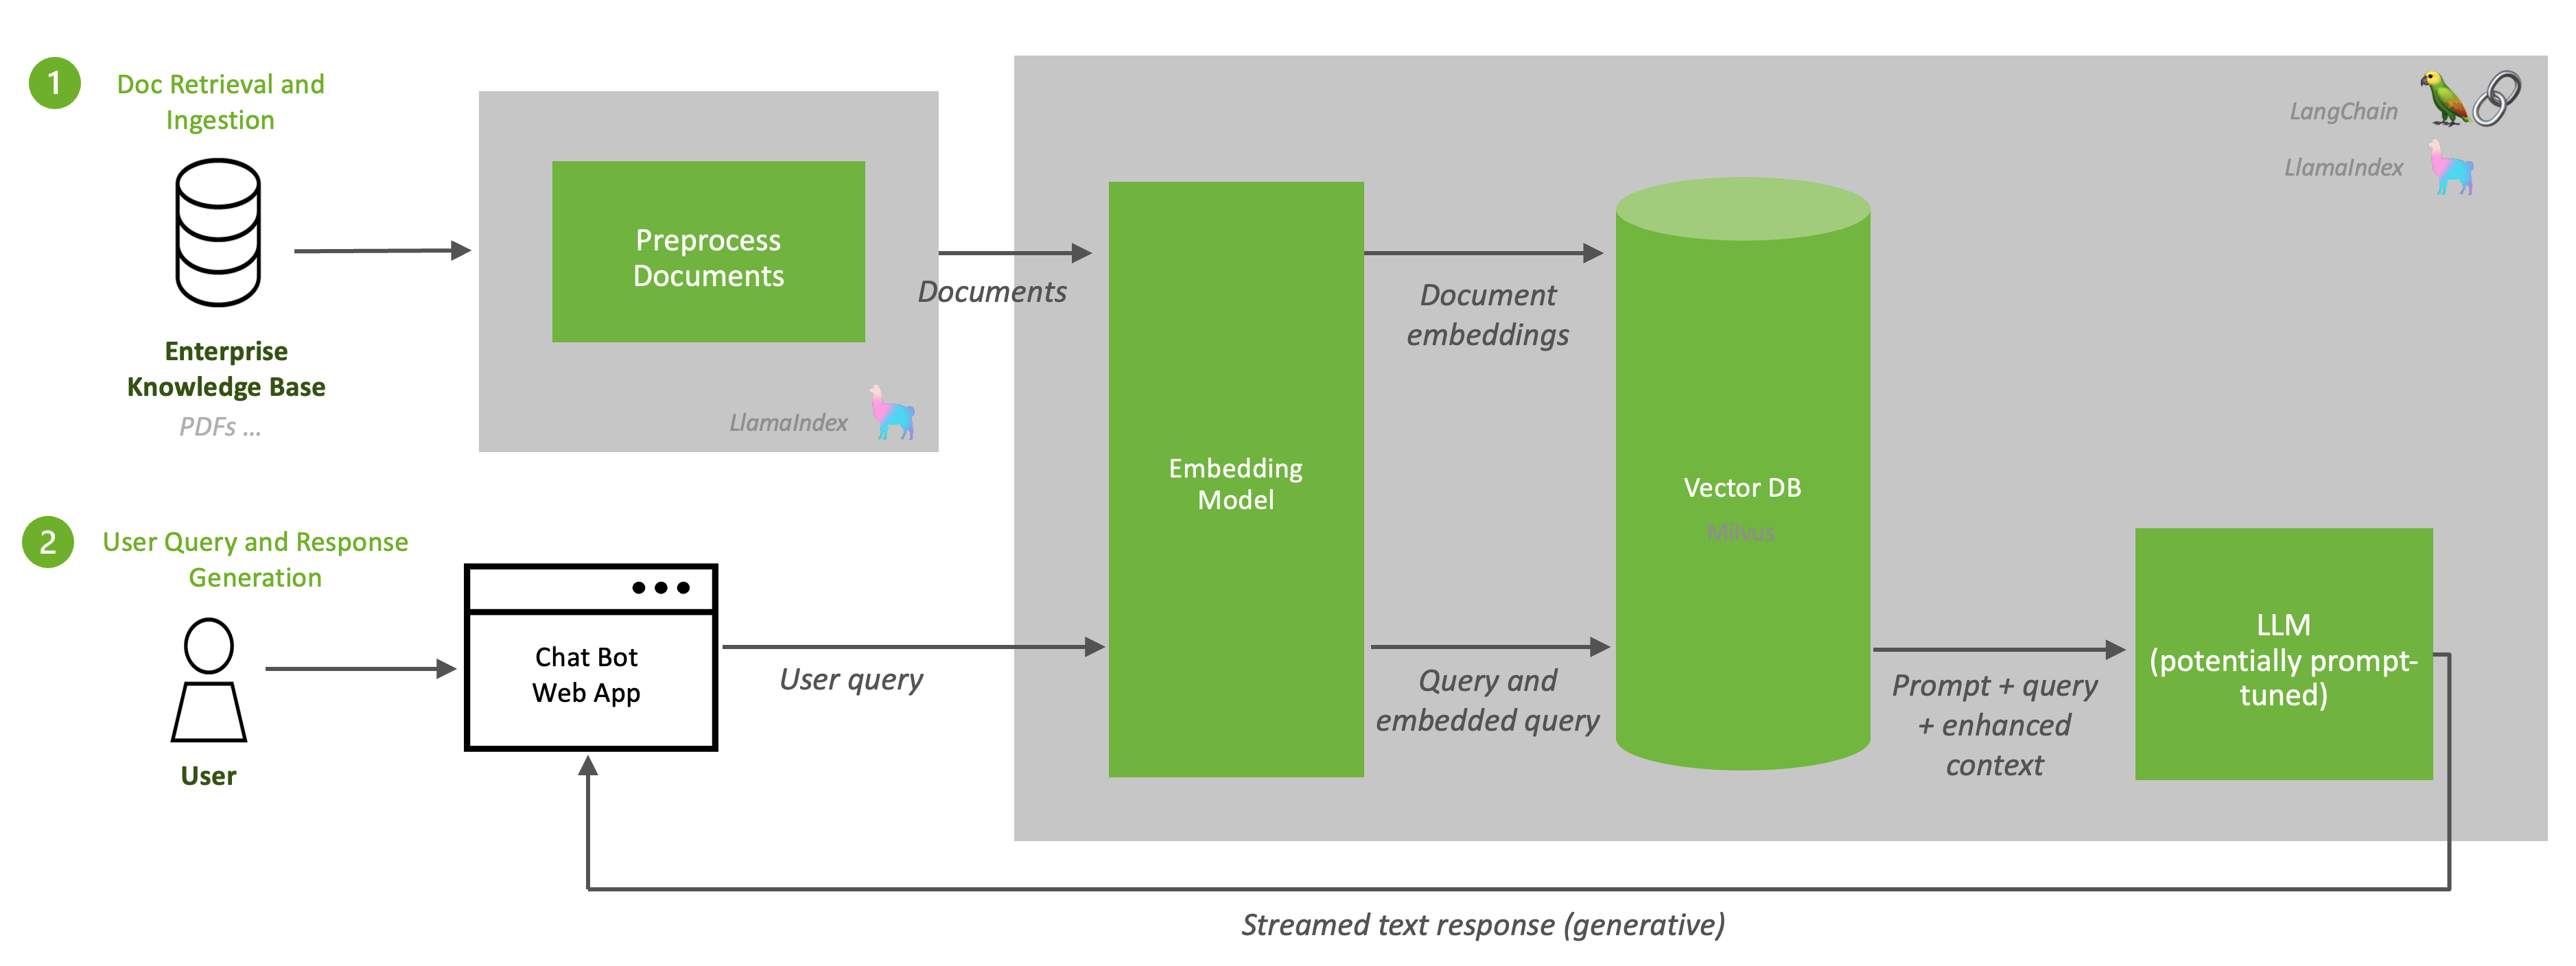 1
Doc Retrieval and
Ingestion
Enterprise
Knowledge Base
PDFs ...
Preprocess
Documents
LlamaIndex
Documents
LangChain
LlamaIndex
Embedding
Model
Document
embeddings
Vector DB
Milvus
2
User Query and Response
Generation
User
Chat Bot
Web App
User query
Query and
embedded query
Prompt + query
+ enhanced
context
LLM
(potentially prompt-
tuned)
Streamed text response (generative)